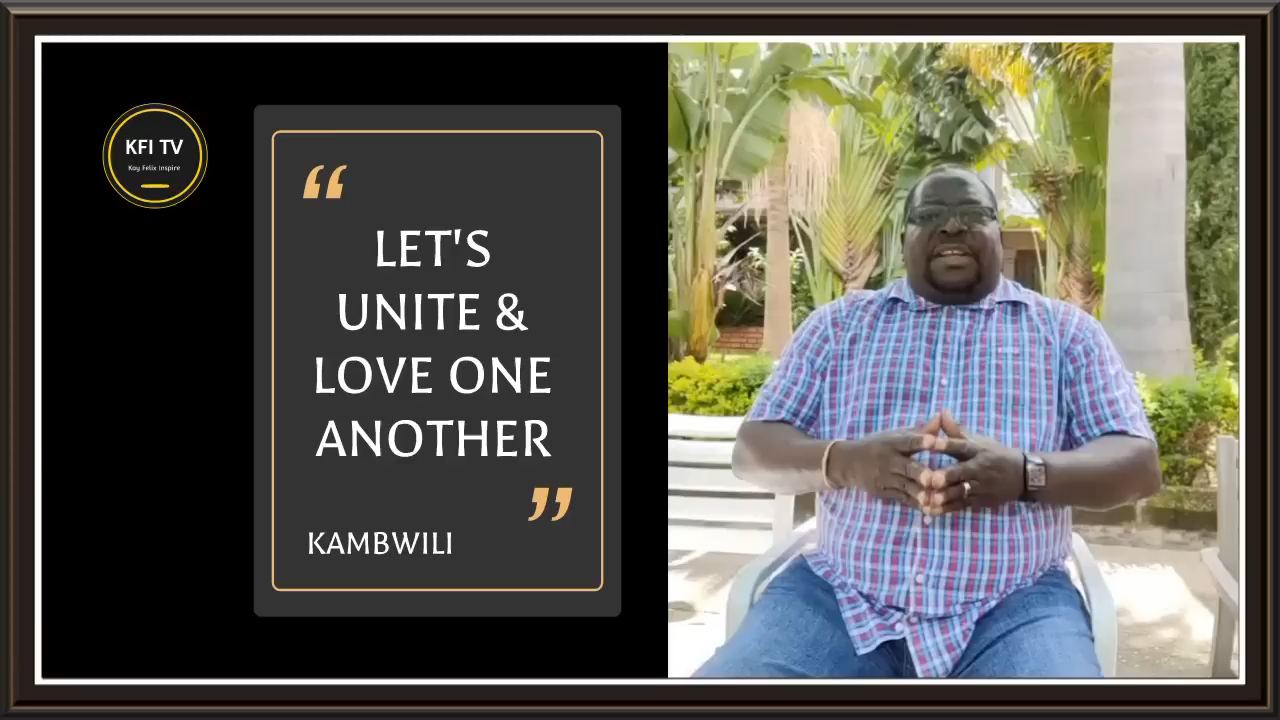 KFI TV
Kay Felix Inspire
“
LET'S
UNITE &
LOVE ONE
ANOTHER
”
KAMBWILI